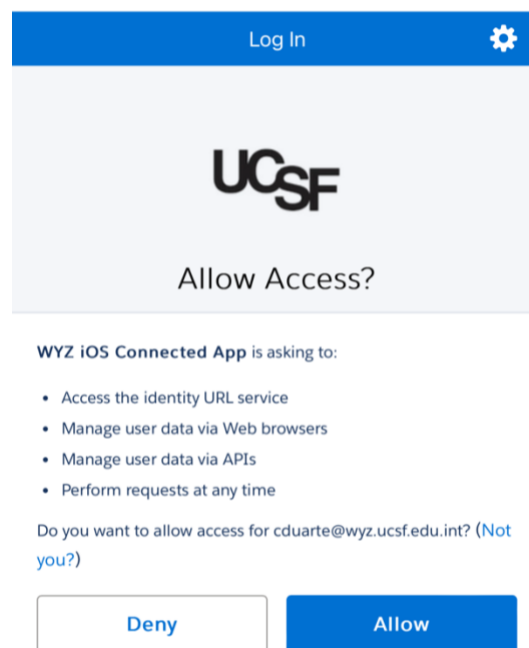 Log In
UCSF
Allow Access?
WYZ iOS Connected App is asking to:
• Access the identity URL service
• Manage user data via Web browsers
• Manage user data via APIs
• Perform requests at any time
Do you want to allow access for cduarte@wyz.ucsf.edu.int? (Not
you?)
Deny
Allow